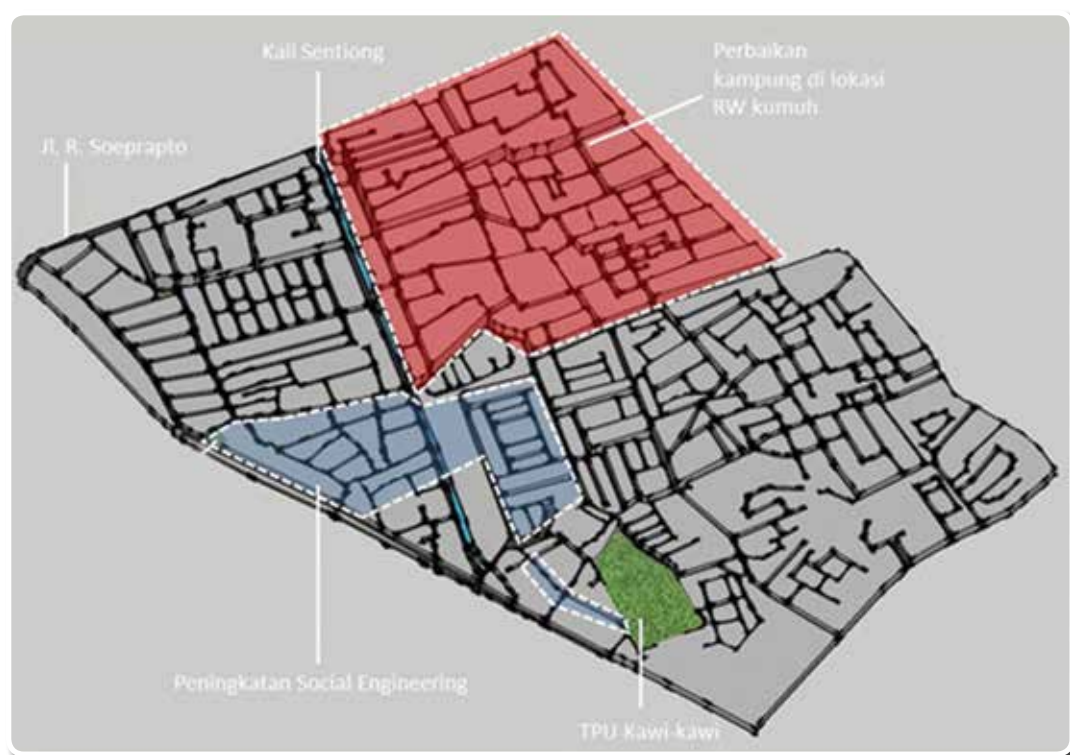 Kali Sentiong
Perbaikan
kampung di lokasi
RW kumuh
Jl. R. Soeprapto
Peningkatan Social Engineering
TPU Kawi-kawi